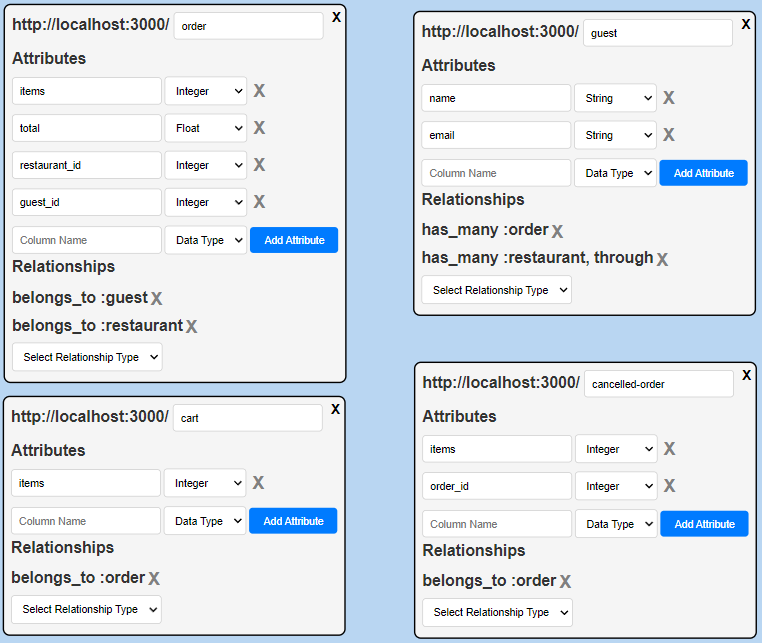 http://localhost:3000/ order X
Attributes
items Integer X
total Float X
restaurant_id Integer X
guest_id Integer X
Column Name Data Type Add Attribute
Relationships
belongs_to :guest X
belongs_to :restaurant X
Select Relationship Type
http://localhost:3000/ guest X
Attributes
name String X
email String X
Column Name Data Type Add Attribute
Relationships
has_many :order X
has_many :restaurant, through X
Select Relationship Type
http://localhost:3000/ cart X
Attributes
items Integer X
Column Name Data Type Add Attribute
Relationships
belongs_to :order X
Select Relationship Type
http://localhost:3000/ cancelled-order X
Attributes
items Integer X
order_id Integer X
Column Name Data Type Add Attribute
Relationships
belongs_to :order X
Select Relationship Type